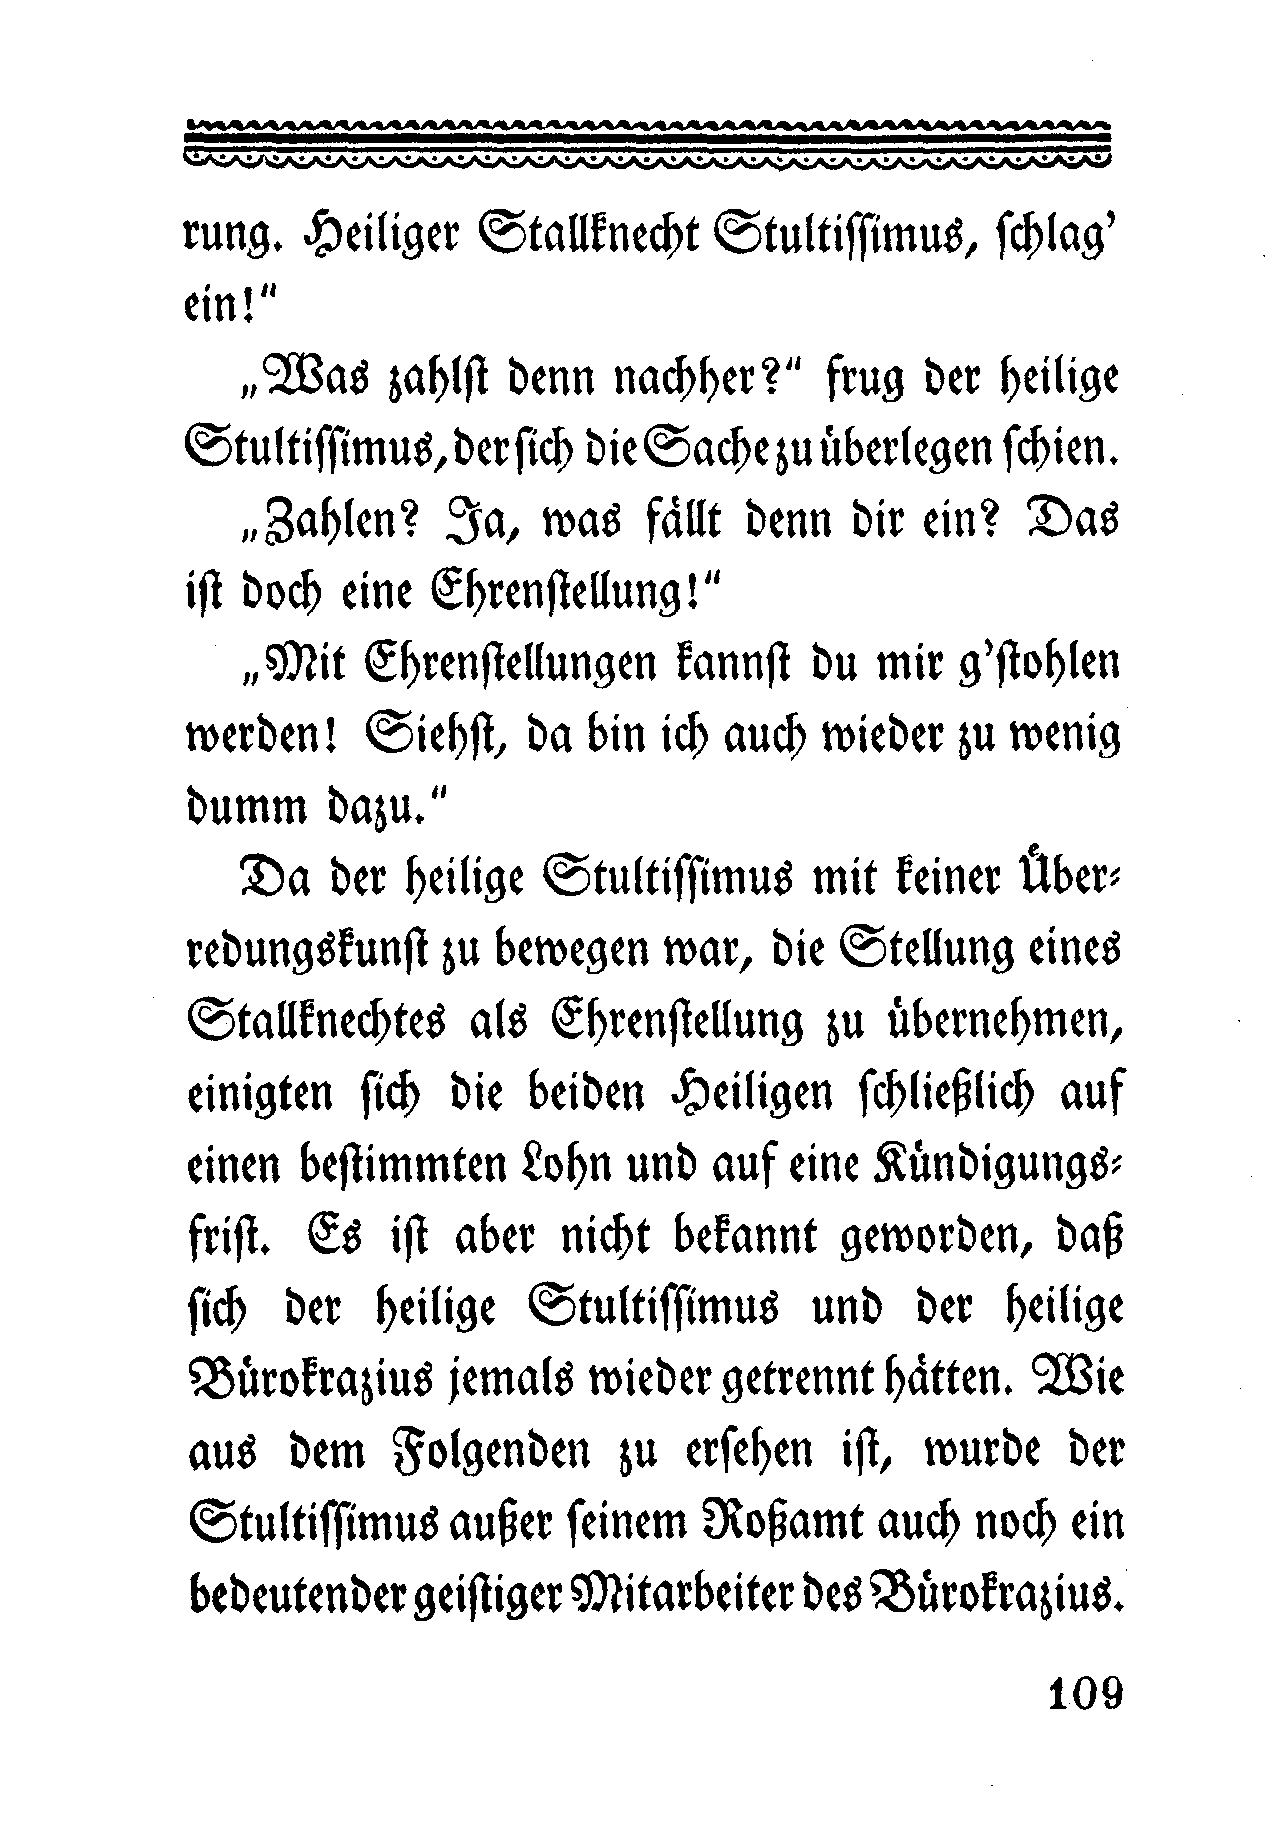 rung. Heiliger Stallknecht Stultiſſimus, ſchlag’
ein!“
„Was zahlſt denn nachher?“ frug der heilige
Stultiſſimus, der ſich die Sache zu überlegen ſchien.
„Zahlen? Ja, was fällt denn dir ein? Das
iſt doch eine Ehrenſtellung!“
„Mit Ehrenſtellungen kannſt du mir g’ſtohlen
werden! Siehſt, da bin ich auch wieder zu wenig
dumm dazu.“
Da der heilige Stultiſſimus mit keiner Über⸗
redungskunſt zu bewegen war, die Stellung eines
Stallknechtes als Ehrenſtellung zu übernehmen,
einigten ſich die beiden Heiligen ſchließlich auf
einen beſtimmten Lohn und auf eine Kündigungs⸗
friſt. Es iſt aber nicht bekannt geworden, daß
ſich der heilige Stultiſſimus und der heilige
Bürokrazius jemals wieder getrennt hätten. Wie
aus dem Folgenden zu erſehen iſt, wurde der
Stultiſſimus außer ſeinem Roßamt auch noch ein
bedeutender geiſtiger Mitarbeiter des Bürokrazius.
109